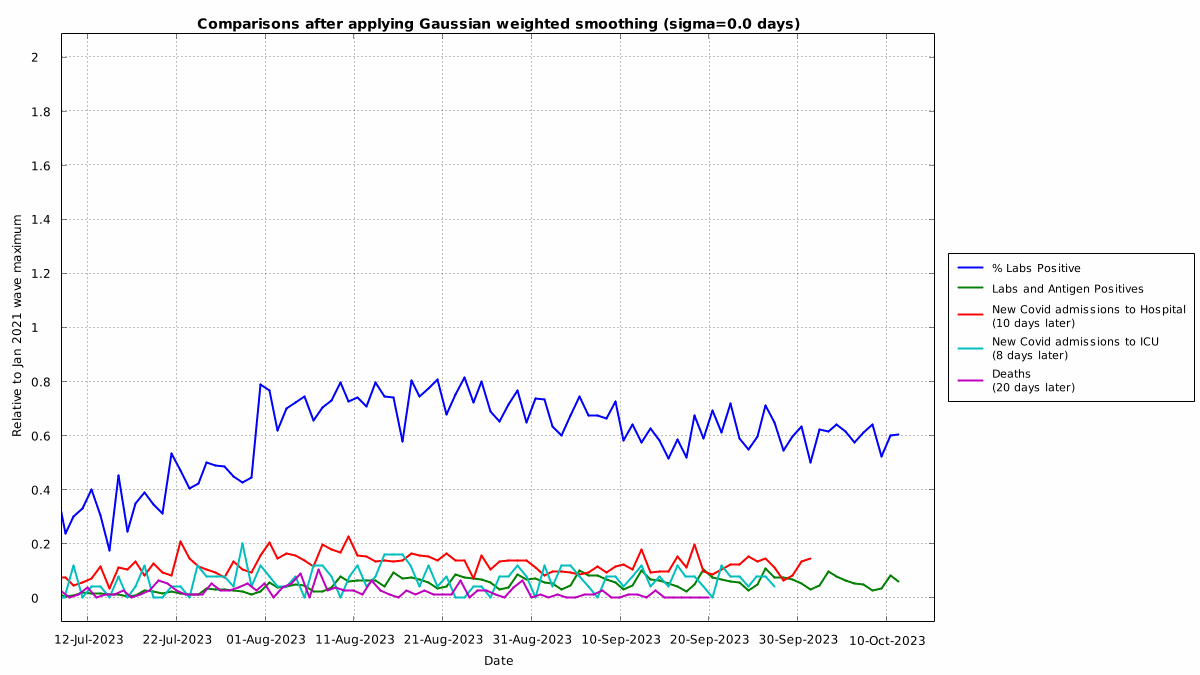 Comparisons after applying Gaussian weighted smoothing (sigma=0.0 days)
2
1.8
1.6
1.4
1.2
1
0.8
0.6
0.4
0.2
0
Relative to Jan 2021 wave maximum
12-Jul-2023 22-Jul-2023 01-Aug-2023 11-Aug-2023 21-Aug-2023 31-Aug-2023 10-Sep-2023 20-Sep-2023 30-Sep-2023 10-Oct-2023
Date
% Labs Positive
Labs and Antigen Positives
New Covid admissions to Hospital
(10 days later)
New Covid admissions to ICU
(8 days later)
Deaths
(20 days later)